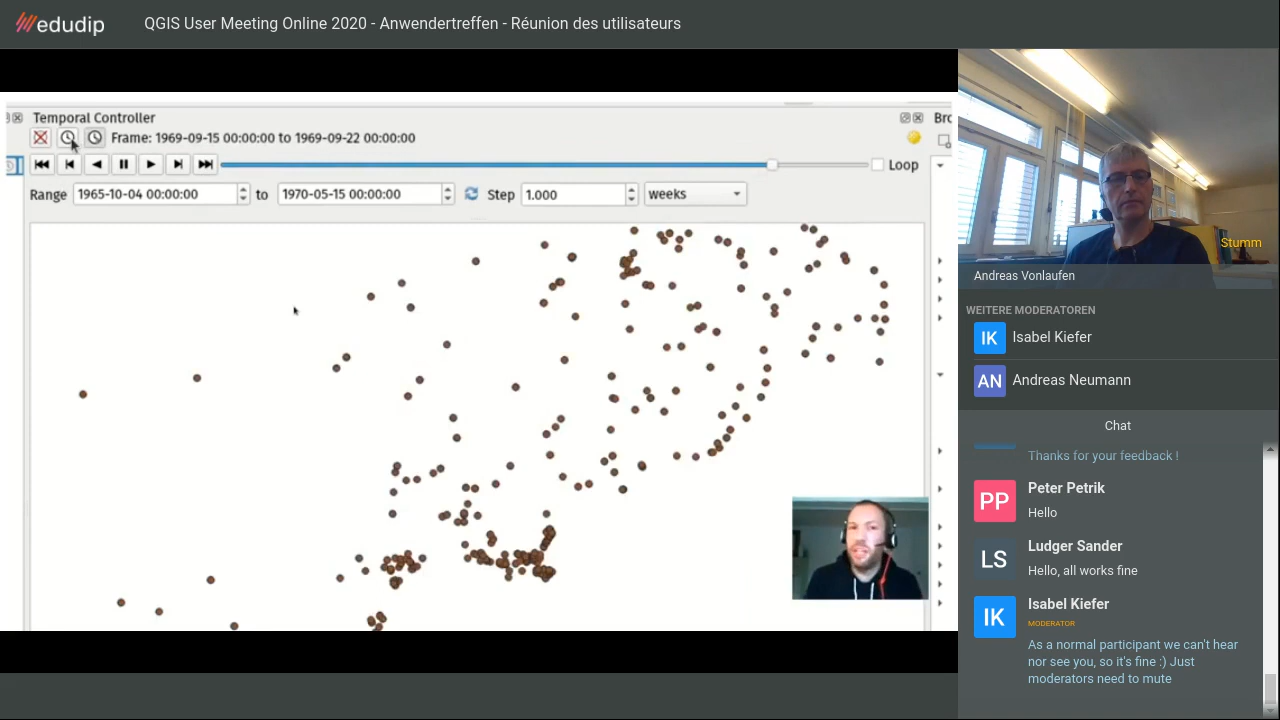 edudip
QGIS User Meeting Online 2020 - Anwendertreffen - Réunion des utilisateurs
Temporal Controller
Bro
Frame: 1969-09-15 00:00:00 to 1969-09-22 00:00:00
Loop
Range 1965-10-04 00:00:00 to 1970-05-15 00:00:00 Step 1.000 weeks
Stumm
Andreas Vonlaufen
WEITERE MODERATOREN
IK Isabel Kiefer
AN Andreas Neumann
Chat
Thanks for your feedback !
PP Peter Petrik
Hello
LS Ludger Sander
Hello, all works fine
IK Isabel Kiefer
MODERATOR
As a normal participant we can't hear
nor see you, so it's fine :) Just
moderators need to mute